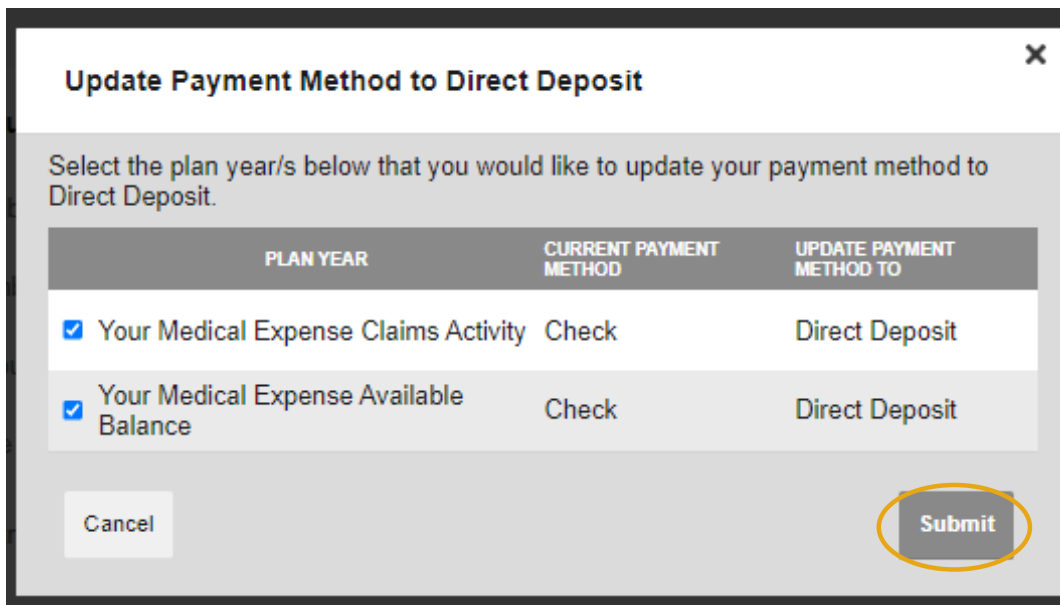 Update Payment Method to Direct Deposit
Select the plan year/s below that you would like to update your payment method to
Direct Deposit.
PLAN YEAR
CURRENT PAYMENT
METHOD
UPDATE PAYMENT
METHOD TO
Your Medical Expense Claims Activity Check Direct Deposit
Your Medical Expense Available
Balance
Check Direct Deposit
Cancel Submit